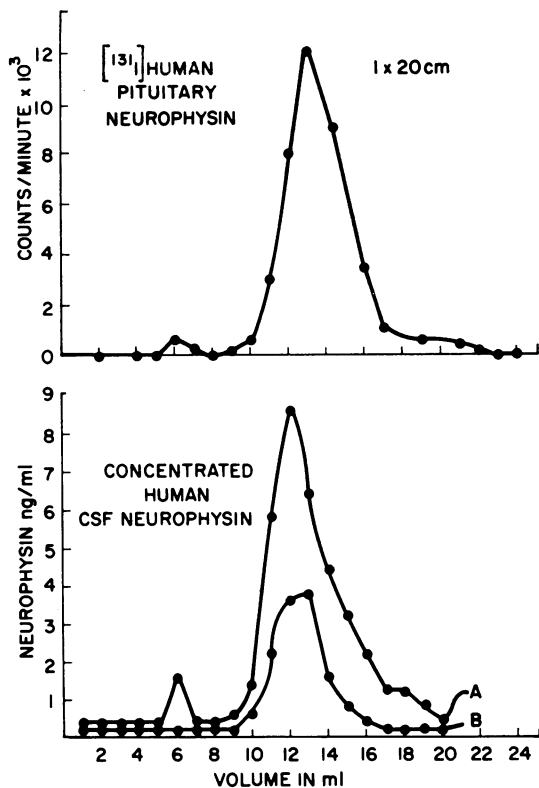 [131I] HUMAN
PITUITARY
NEUROPHYSIN
1 x 20 cm
COUNTS/MINUTE x 10³
12
10
8
6
4
2
0
CONCENTRATED
HUMAN
CSF NEUROPHYSIN
NEUROPHYSIN ng/ml
9
8
7
6
5
4
3
2
1
A
B
2 4 6 8 10 12 14 16 18 20 22 24
VOLUME IN ml